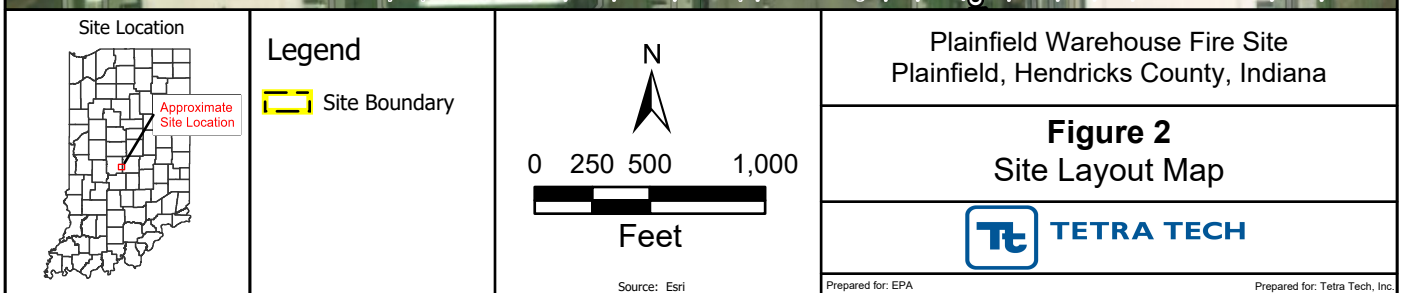 Site Location
Approximate
Site Location
Legend
Site Boundary
N
0 250 500 1,000
Feet
Source: Esri
Plainfield Warehouse Fire Site
Plainfield, Hendricks County, Indiana
Figure 2
Site Layout Map
Tt TETRA TECH
Prepared for: EPA
Prepared for: Tetra Tech, Inc.